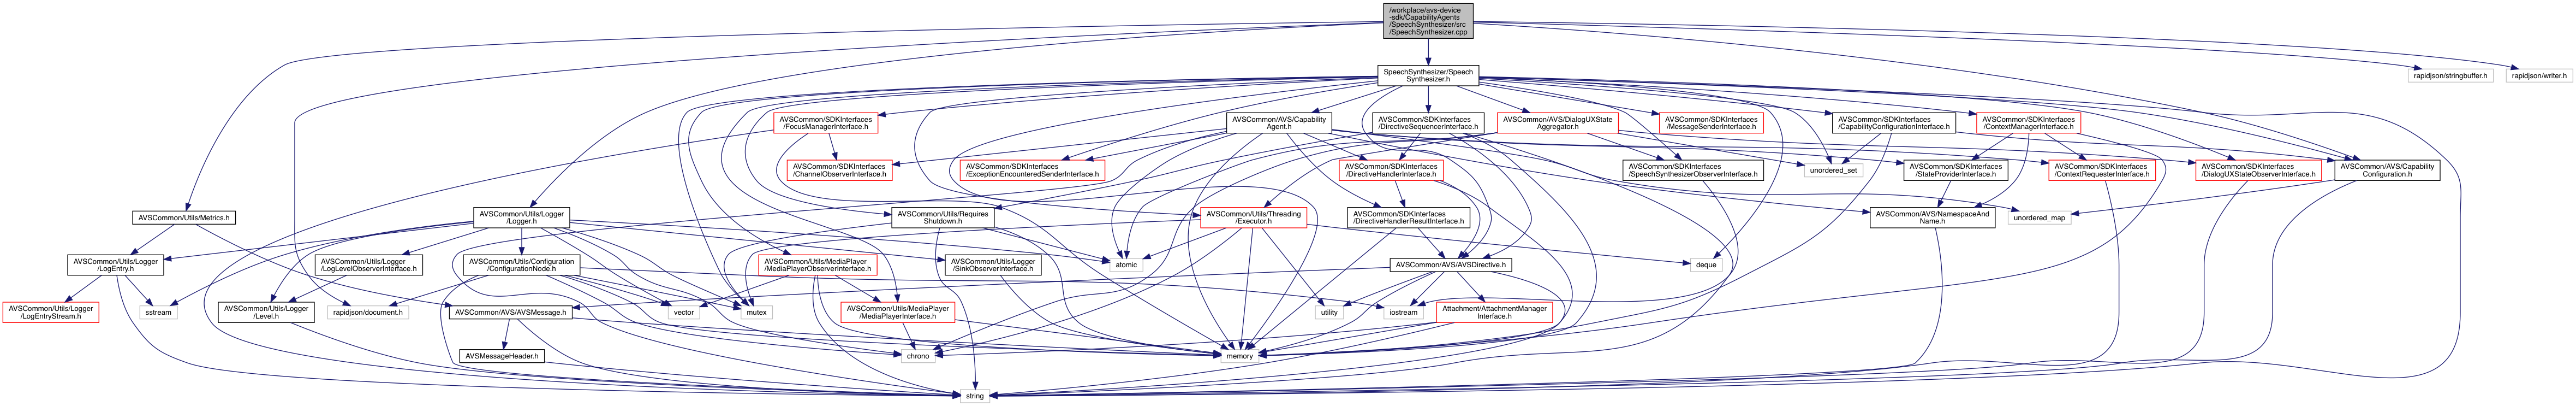 /workplace/avs-device
-sdk/CapabilityAgents
/SpeechSynthesizer/src
/SpeechSynthesizer.cpp
SpeechSynthesizer/Speech
Synthesizer.h
rapidjson/stringbuffer.h
rapidjson/writer.h
AVSCommon/SDKInterfaces
/FocusManagerInterface.h
AVSCommon/AVS/Capability
Agent.h
AVSCommon/SDKInterfaces
/DirectiveSequencerInterface.h
AVSCommon/AVS/DialogUXState
Aggregator.h
AVSCommon/SDKInterfaces
/MessageSenderInterface.h
AVSCommon/SDKInterfaces
/CapabilityConfigurationInterface.h
AVSCommon/SDKInterfaces
/ContextManagerInterface.h
AVSCommon/SDKInterfaces
/ChannelObserverInterface.h
AVSCommon/SDKInterfaces
/ExceptionEncounteredSenderInterface.h
AVSCommon/SDKInterfaces
/DirectiveHandlerInterface.h
AVSCommon/SDKInterfaces
/SpeechSynthesizerObserverInterface.h
unordered_set
AVSCommon/SDKInterfaces
/StateProviderInterface.h
AVSCommon/SDKInterfaces
/ContextRequesterInterface.h
AVSCommon/SDKInterfaces
/DialogUXStateObserverInterface.h
AVSCommon/AVS/Capability
Configuration.h
AVSCommon/Utils/Metrics.h
AVSCommon/Utils/Logger
/Logger.h
AVSCommon/Utils/Requires
Shutdown.h
AVSCommon/Utils/Threading
/Executor.h
AVSCommon/SDKInterfaces
/DirectiveHandlerResultInterface.h
AVSCommon/AVS/NamespaceAnd
Name.h
unordered_map
AVSCommon/Utils/Logger
/LogEntry.h
AVSCommon/Utils/Logger
/LogLevelObserverInterface.h
AVSCommon/Utils/Configuration
/ConfigurationNode.h
AVSCommon/Utils/MediaPlayer
/MediaPlayerObserverInterface.h
AVSCommon/Utils/Logger
/SinkObserverInterface.h
atomic
AVSCommon/AVS/AVSDirective.h
deque
AVSCommon/Utils/Logger
/LogEntryStream.h
sstream
AVSCommon/Utils/Logger
/Level.h
rapidjson/document.h
AVSCommon/AVS/AVSMessage.h
vector
mutex
AVSCommon/Utils/MediaPlayer
/MediaPlayerInterface.h
utility
iostream
Attachment/AttachmentManager
Interface.h
AVSMessageHeader.h
chrono
memory
string